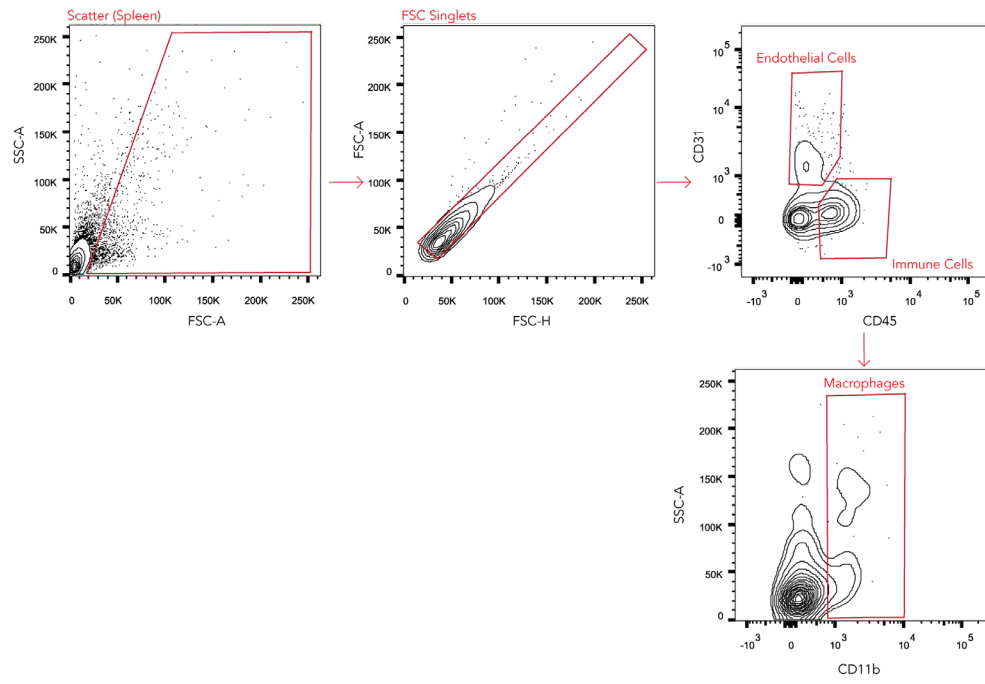 Scatter (Spleen)
250K
200K
150K
100K
50K
0
SSC-A
0 50K 100K 150K 200K 250K
FSC-A
FSC Singlets
250K
200K
150K
100K
50K
0
FSC-A
50K 100K 150K 200K 250K
FSC-H
Endothelial Cells
10^5
10^4
10^3
0
-10^3
CD31
Immune Cells
-10^3 0 10^3 10^4 10^5
CD45
Macrophages
250K
200K
150K
100K
50K
0
SSC-A
-10^3 0 10^3 10^4 10^5
CD11b